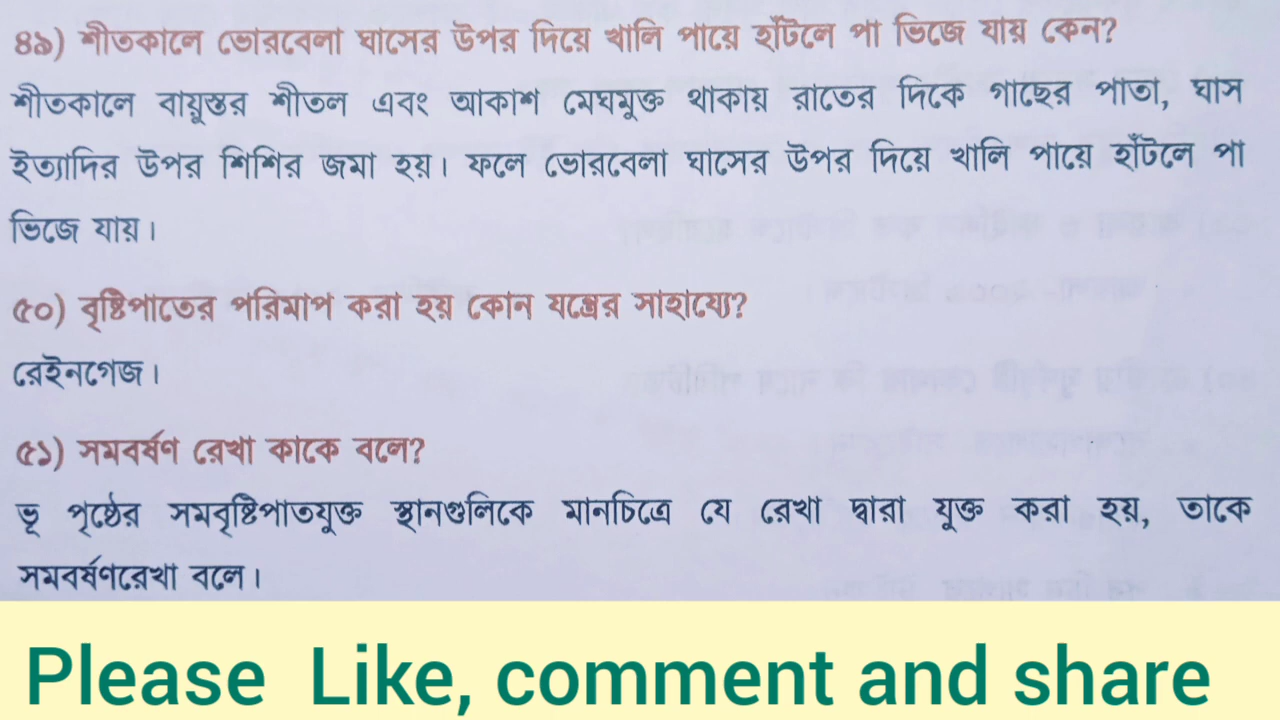 ৪৯) শীতকালে ভোরবেলা ঘাসের উপর দিয়ে খালি পায়ে হাঁটলে পা ভিজে যায় কেন?
শীতকালে বায়ুস্তর শীতল এবং আকাশ মেঘমুক্ত থাকায় রাতের দিকে গাছের পাতা, ঘাস
ইত্যাদির উপর শিশির জমা হয়। ফলে ভোরবেলা ঘাসের উপর দিয়ে খালি পায়ে হাঁটলে পা
ভিজে যায়।
৫০) বৃষ্টিপাতের পরিমাপ করা হয় কোন যন্ত্রের সাহায্যে?
রেইনগেজ।
৫১) সমবর্ষণ রেখা কাকে বলে?
ভূ পৃষ্ঠের সমবৃষ্টিপাতযুক্ত স্থানগুলিকে মানচিত্রে যে রেখা দ্বারা যুক্ত করা হয়, তাকে
সমবর্ষণরেখা বলে।
Please Like, comment and share